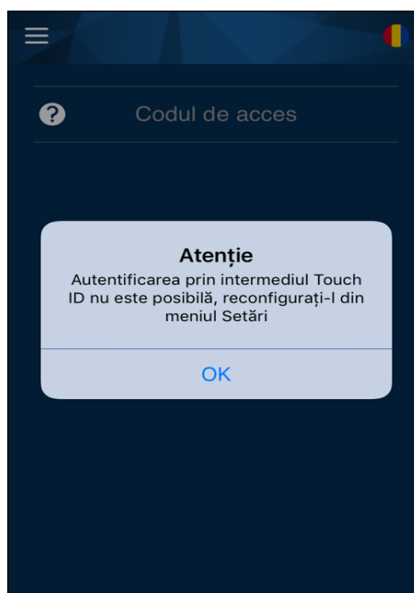 Codul de acces
Atenție
Autentificarea prin intermediul Touch
ID nu este posibilă, reconfigurați-l din
meniul Setări
OK